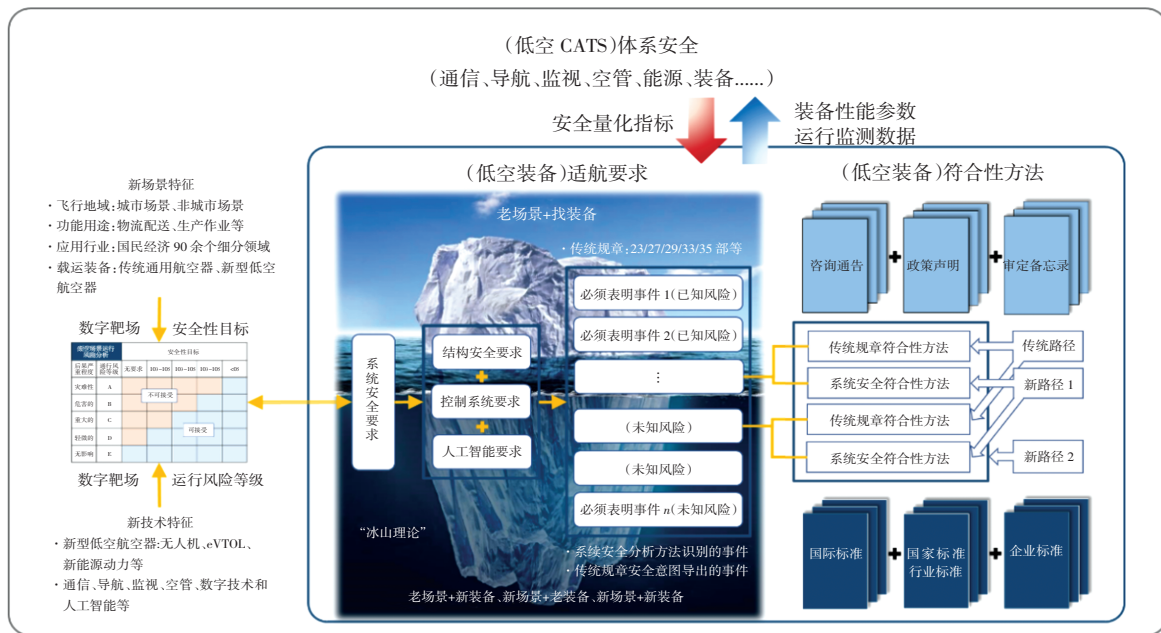 (低空 CATS)体系安全
(通信、导航、监视、空管、能源、装备……)
安全量化指标
装备性能参数
运行监测数据
新场景特征
·飞行地域:城市场景、非城市场景
·功能用途:物流配送、生产作业等
·应用行业:国民经济 90 余个细分领域
·载运装备:传统通用航空器、新型低空
航空器
数字靶场
安全性目标
风险分析
安全性目标
后果严
重程度
通行风
险等级
无要求
灾难性
A
危害的
B
重大的
C
轻微的
D
无影响
E
不可接受
可接受
数字靶场
运行风险等级
新技术特征
·新型低空航空器:无人机、eVTOL、
新能源动力等
·通信、导航、监视、空管、数字技术和
人工智能等
(低空装备)适航要求
老场景+找装备
·传统规章:23/27/29/33/35 部等
系统安全要求
结构安全要求
+
控制系统要求
+
人工智能要求
必须表明事件 1(已知风险)
必须表明事件 2(已知风险)
⋮
(未知风险)
(未知风险)
必须表明事件 n(未知风险)
“冰山理论”
·系续安全分析方法识别的事件
·传统规章安全意图导出的事件
老场景+新装备、新场景+老装备、新场景+新装备
(低空装备)符合性方法
咨询通告
+
政策声明
+
审定备忘录
传统规章符合性方法
系统安全符合性方法
传统规章符合性方法
系统安全符合性方法
传统路径
新路径 1
新路径 2
国际标准
+
国家标准
行业标准
+
企业标准